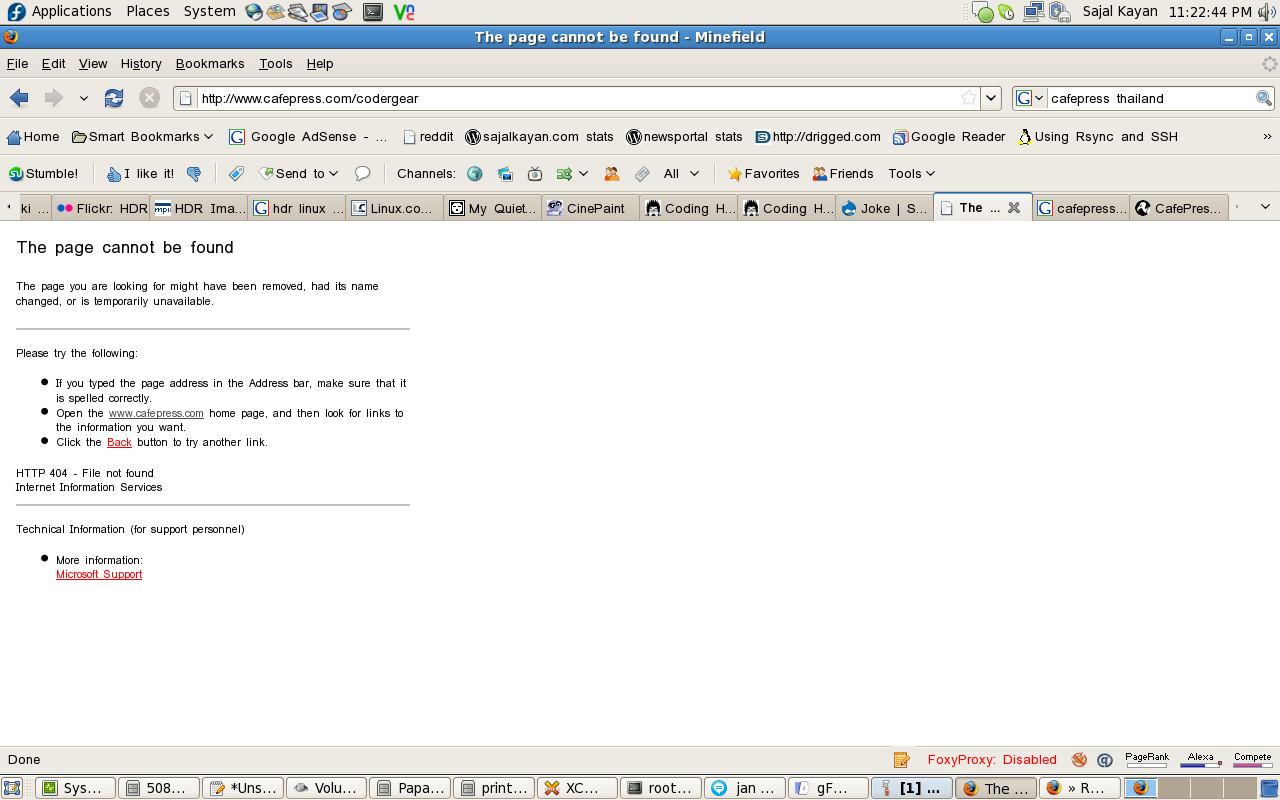 Applications Places System Sajal Kayan 11:22:44 PM
The page cannot be found - Minefield
File Edit View History Bookmarks Tools Help
http://www.cafepress.com/codergear cafepress thailand
Home Smart Bookmarks Google AdSense - ... reddit sajalkayan.com stats newsportal stats http://drigged.com Google Reader Using Rsync and SSH »
Stumble! I like it! Send to Channels: All Favorites Friends Tools
ki ... Flickr: HDR HDR Ima... hdr linux ... Linux.co... My Quiet... CinePaint Coding H... Coding H... Joke | S... The ... cafepress... CafePres...
The page cannot be found
The page you are looking for might have been removed, had its name
changed, or is temporarily unavailable.
Please try the following:
If you typed the page address in the Address bar, make sure that it
is spelled correctly.
Open the www.cafepress.com home page, and then look for links to
the information you want.
Click the Back button to try another link.
HTTP 404 - File not found
Internet Information Services
Technical Information (for support personnel)
More information:
Microsoft Support
Done FoxyProxy: Disabled PageRank Alexa Compete
Sys... 508... *Uns... Volu... Papa... print... XC... root... jan ... gF... [1] ... The ... » R...